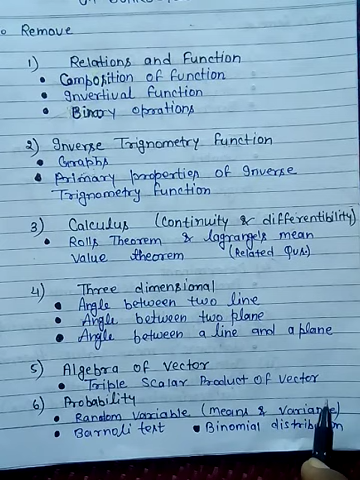 Remove
1) Relations and Function
• Composition of function
• Invertival function
• Binary oprations
2) Inverse Trignometry function
• Graphs
• Primary properties of Inverse
Trignometry function
3) Calculus (continuity & differentibility)
• Rolls Theorem & lagrangels mean
value theorem (Related Qus)
4) Three dimensional
• Angle between two line
• Angle between two plane
• Angle between a line and a plane
5) Algebra of vector
• Triple Scalar Product of vector
6) Probability
• Random variable (means & variance)
• Barnoli test • Binomial distribution